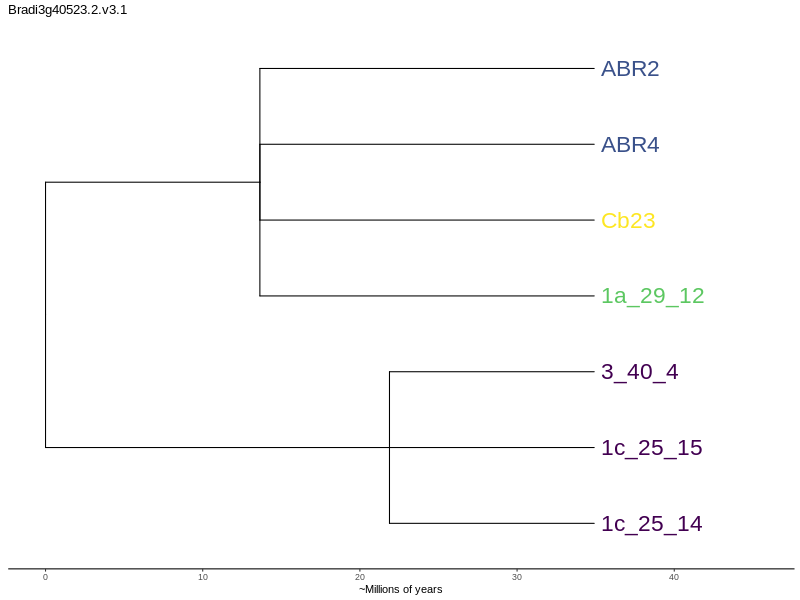 Bradi3g40523.2.v3.1
ABR2
ABR4
Cb23
1a_29_12
3_40_4
1c_25_15
1c_25_14
0 10 20 30 40
~Millions of years